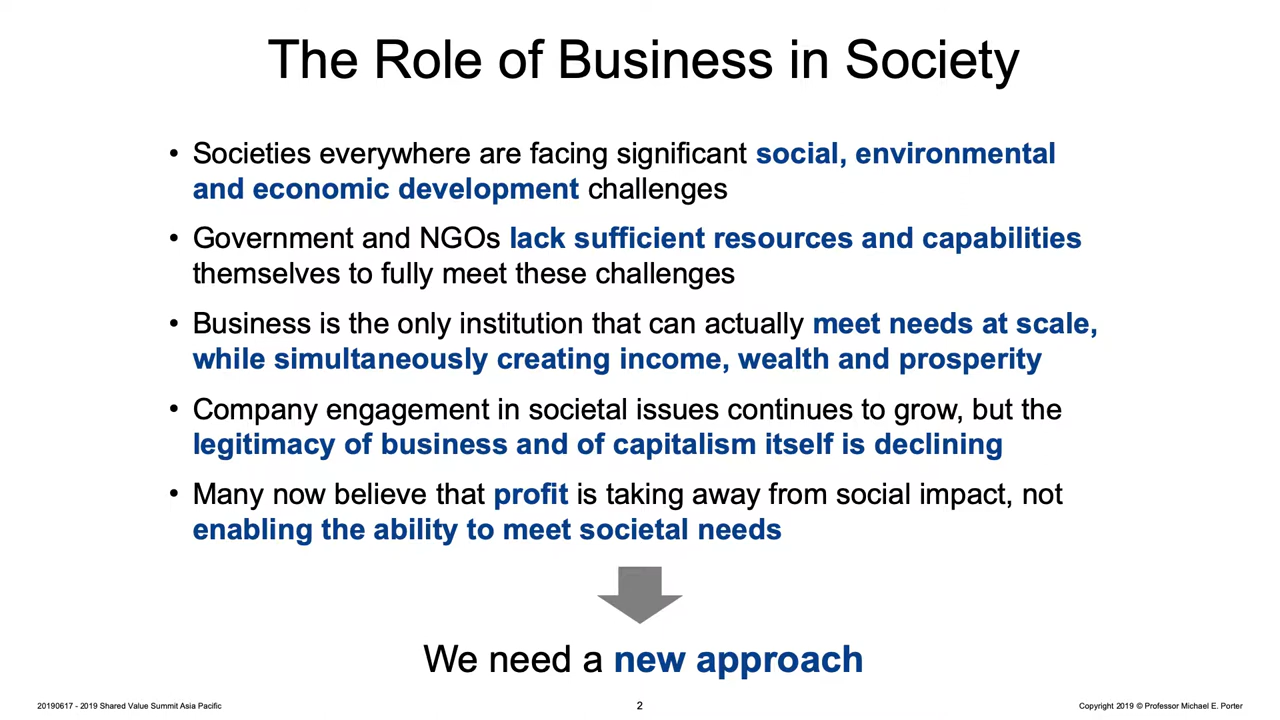 The Role of Business in Society
• Societies everywhere are facing significant social, environmental
and economic development challenges
• Government and NGOs lack sufficient resources and capabilities
themselves to fully meet these challenges
• Business is the only institution that can actually meet needs at scale,
while simultaneously creating income, wealth and prosperity
• Company engagement in societal issues continues to grow, but the
legitimacy of business and of capitalism itself is declining
• Many now believe that profit is taking away from social impact, not
enabling the ability to meet societal needs
We need a new approach
20190617 - 2019 Shared Value Summit Asia Pacific
2
Copyright 2019 © Professor Michael E. Porter